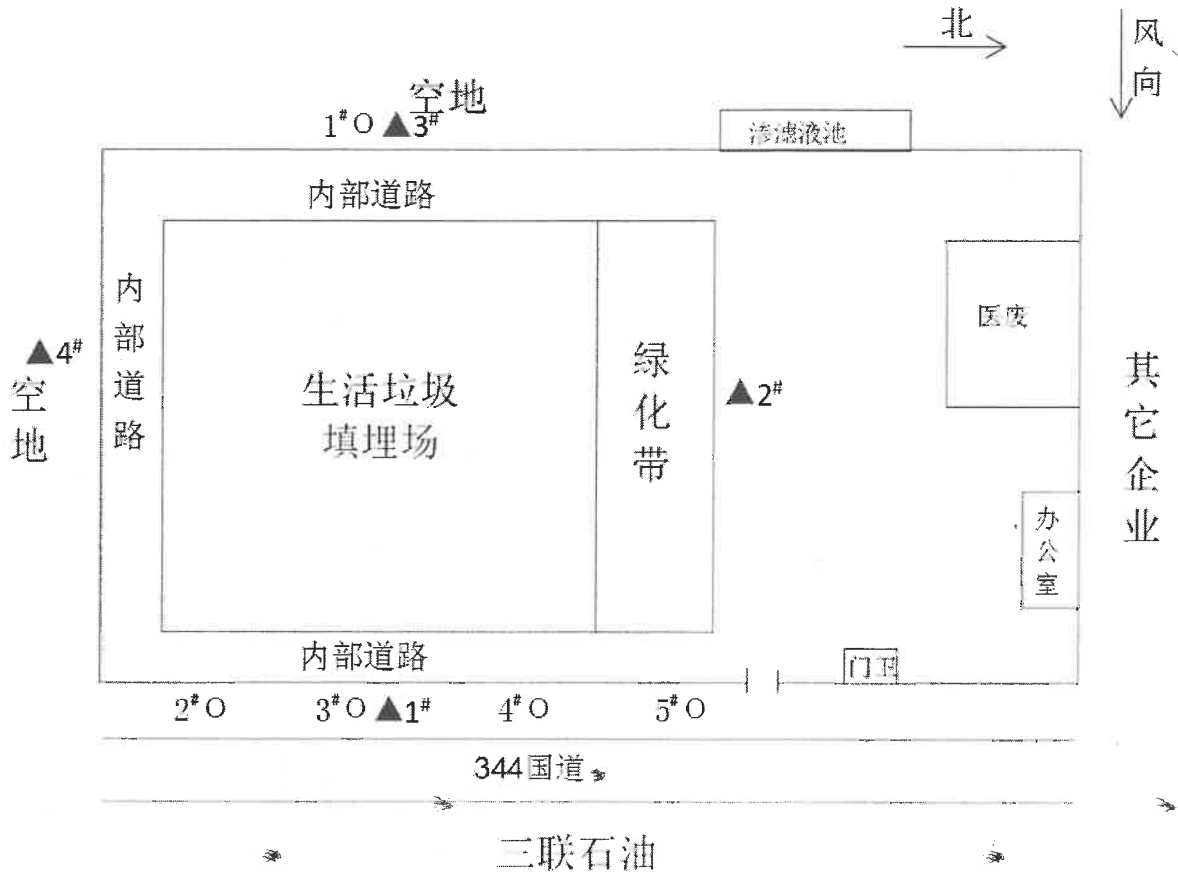 北
风向
空地
1#O ▲3#
渗滤液池
内部道路
内部道路
医废
▲4#
空地
生活垃圾
填埋场
绿化带
▲2#
其它企业
办公室
内部道路
门卫
2#O 3#O ▲1# 4#O 5#O
344国道
三联石油